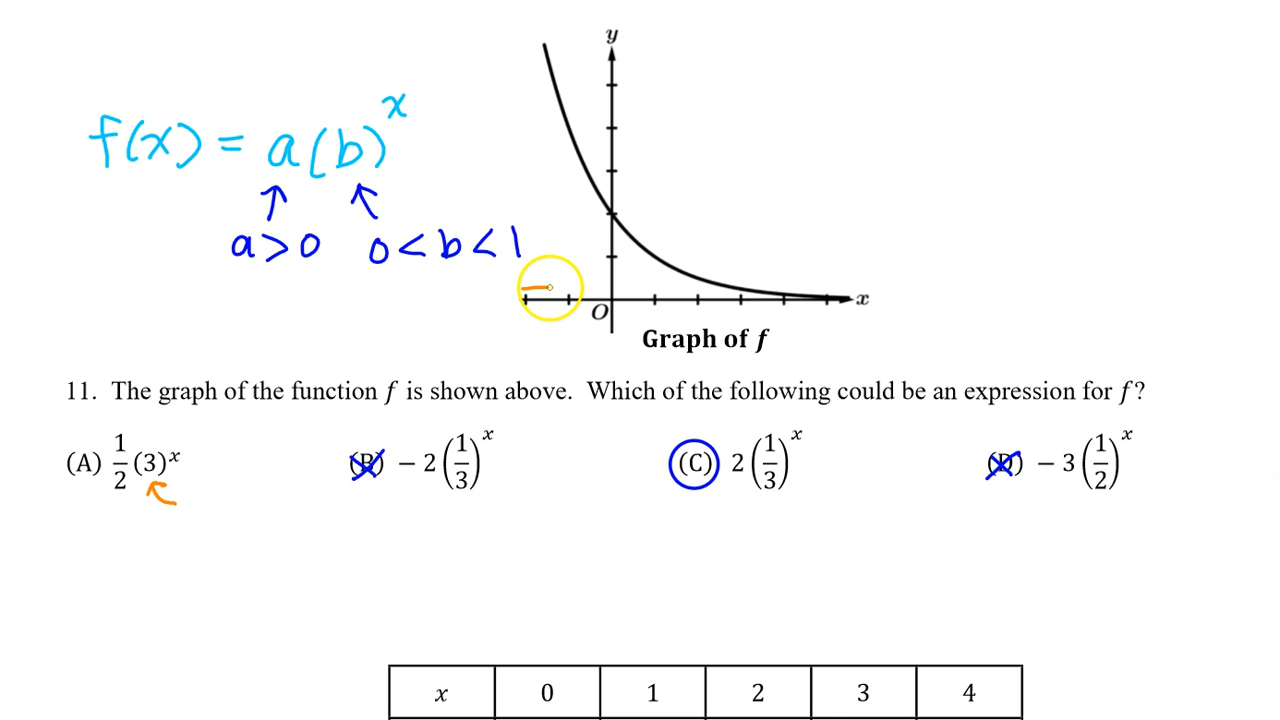 y
f(x) = a(b)^x
a > 0 0 < b < 1
O x
Graph of f
11. The graph of the function f is shown above. Which of the following could be an expression for f?
(A) 1/2 (3)^x (B) −2(1/3)^x (C) 2(1/3)^x (D) −3(1/2)^x
x 0 1 2 3 4